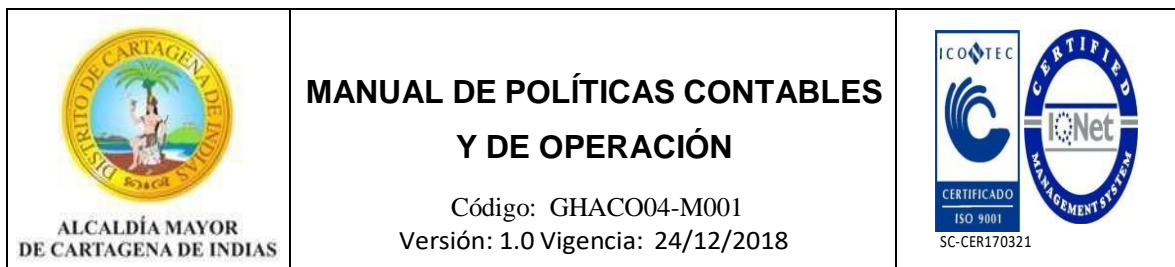 DISTRITO DE CARTAGENA DE INDIAS
ALCALDÍA MAYOR
DE CARTAGENA DE INDIAS
MANUAL DE POLÍTICAS CONTABLES
Y DE OPERACIÓN
Código: GHACO04-M001
Versión: 1.0 Vigencia: 24/12/2018
ICONTEC
CERTIFICADO
ISO 9001
SC-CER170321
CERTIFIED
IQNet
MANAGEMENT SYSTEM